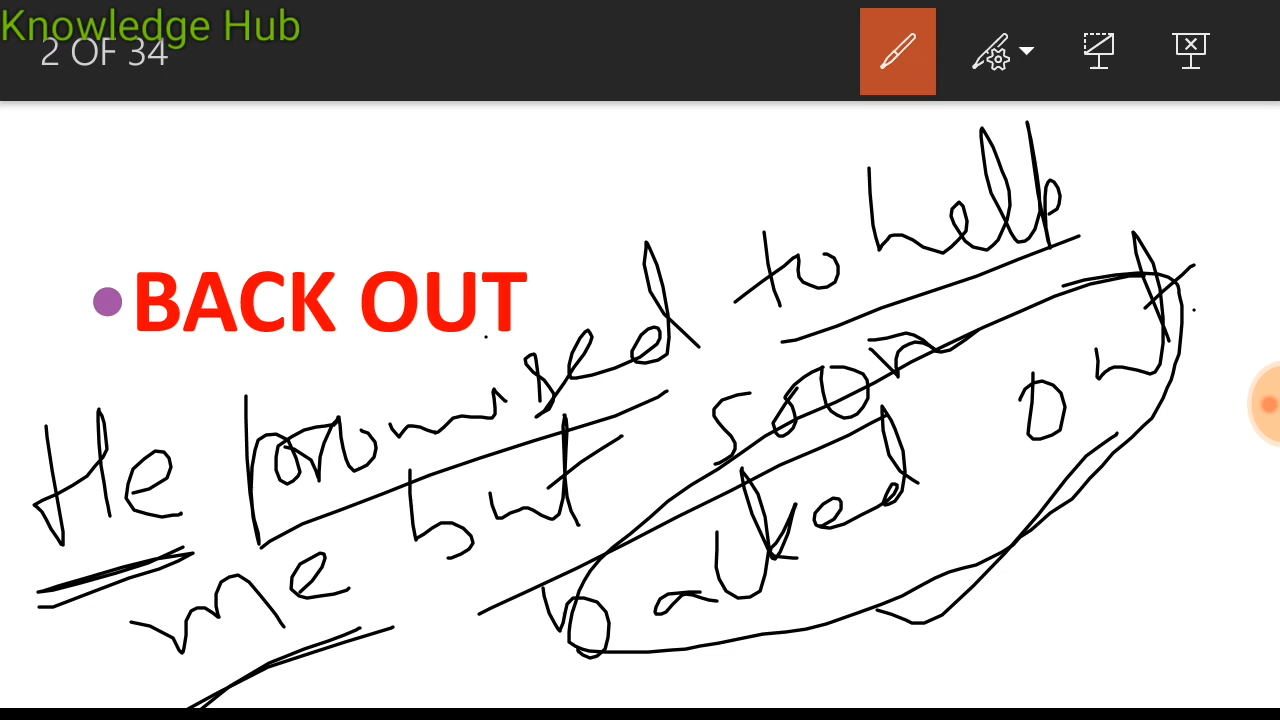 Knowledge Hub
2 OF 34
•BACK OUT
He promised to help
me but soon
backed out